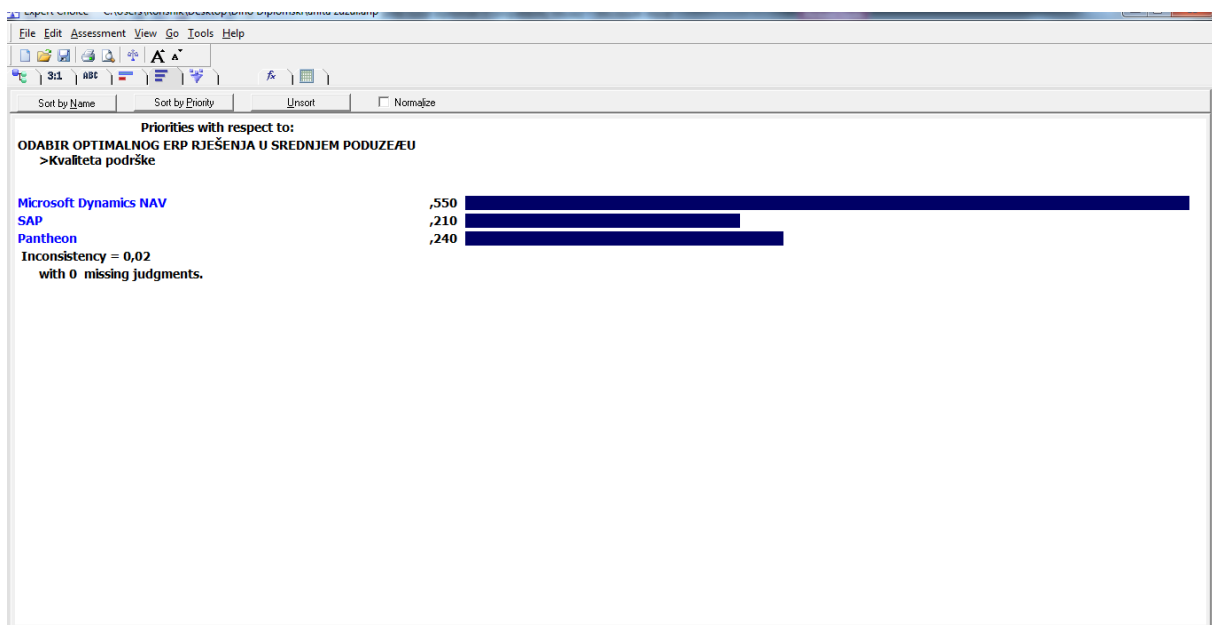 File Edit Assessment View Go Tools Help
A A
3:1 ABC fx
Sort by Name Sort by Priority Unsort Normalize
Priorities with respect to:
ODABIR OPTIMALNOG ERP RJEŠENJA U SREDNJEM PODUZEÆU
>Kvaliteta podrške
Microsoft Dynamics NAV ,550
SAP ,210
Pantheon ,240
Inconsistency = 0,02
with 0 missing judgments.